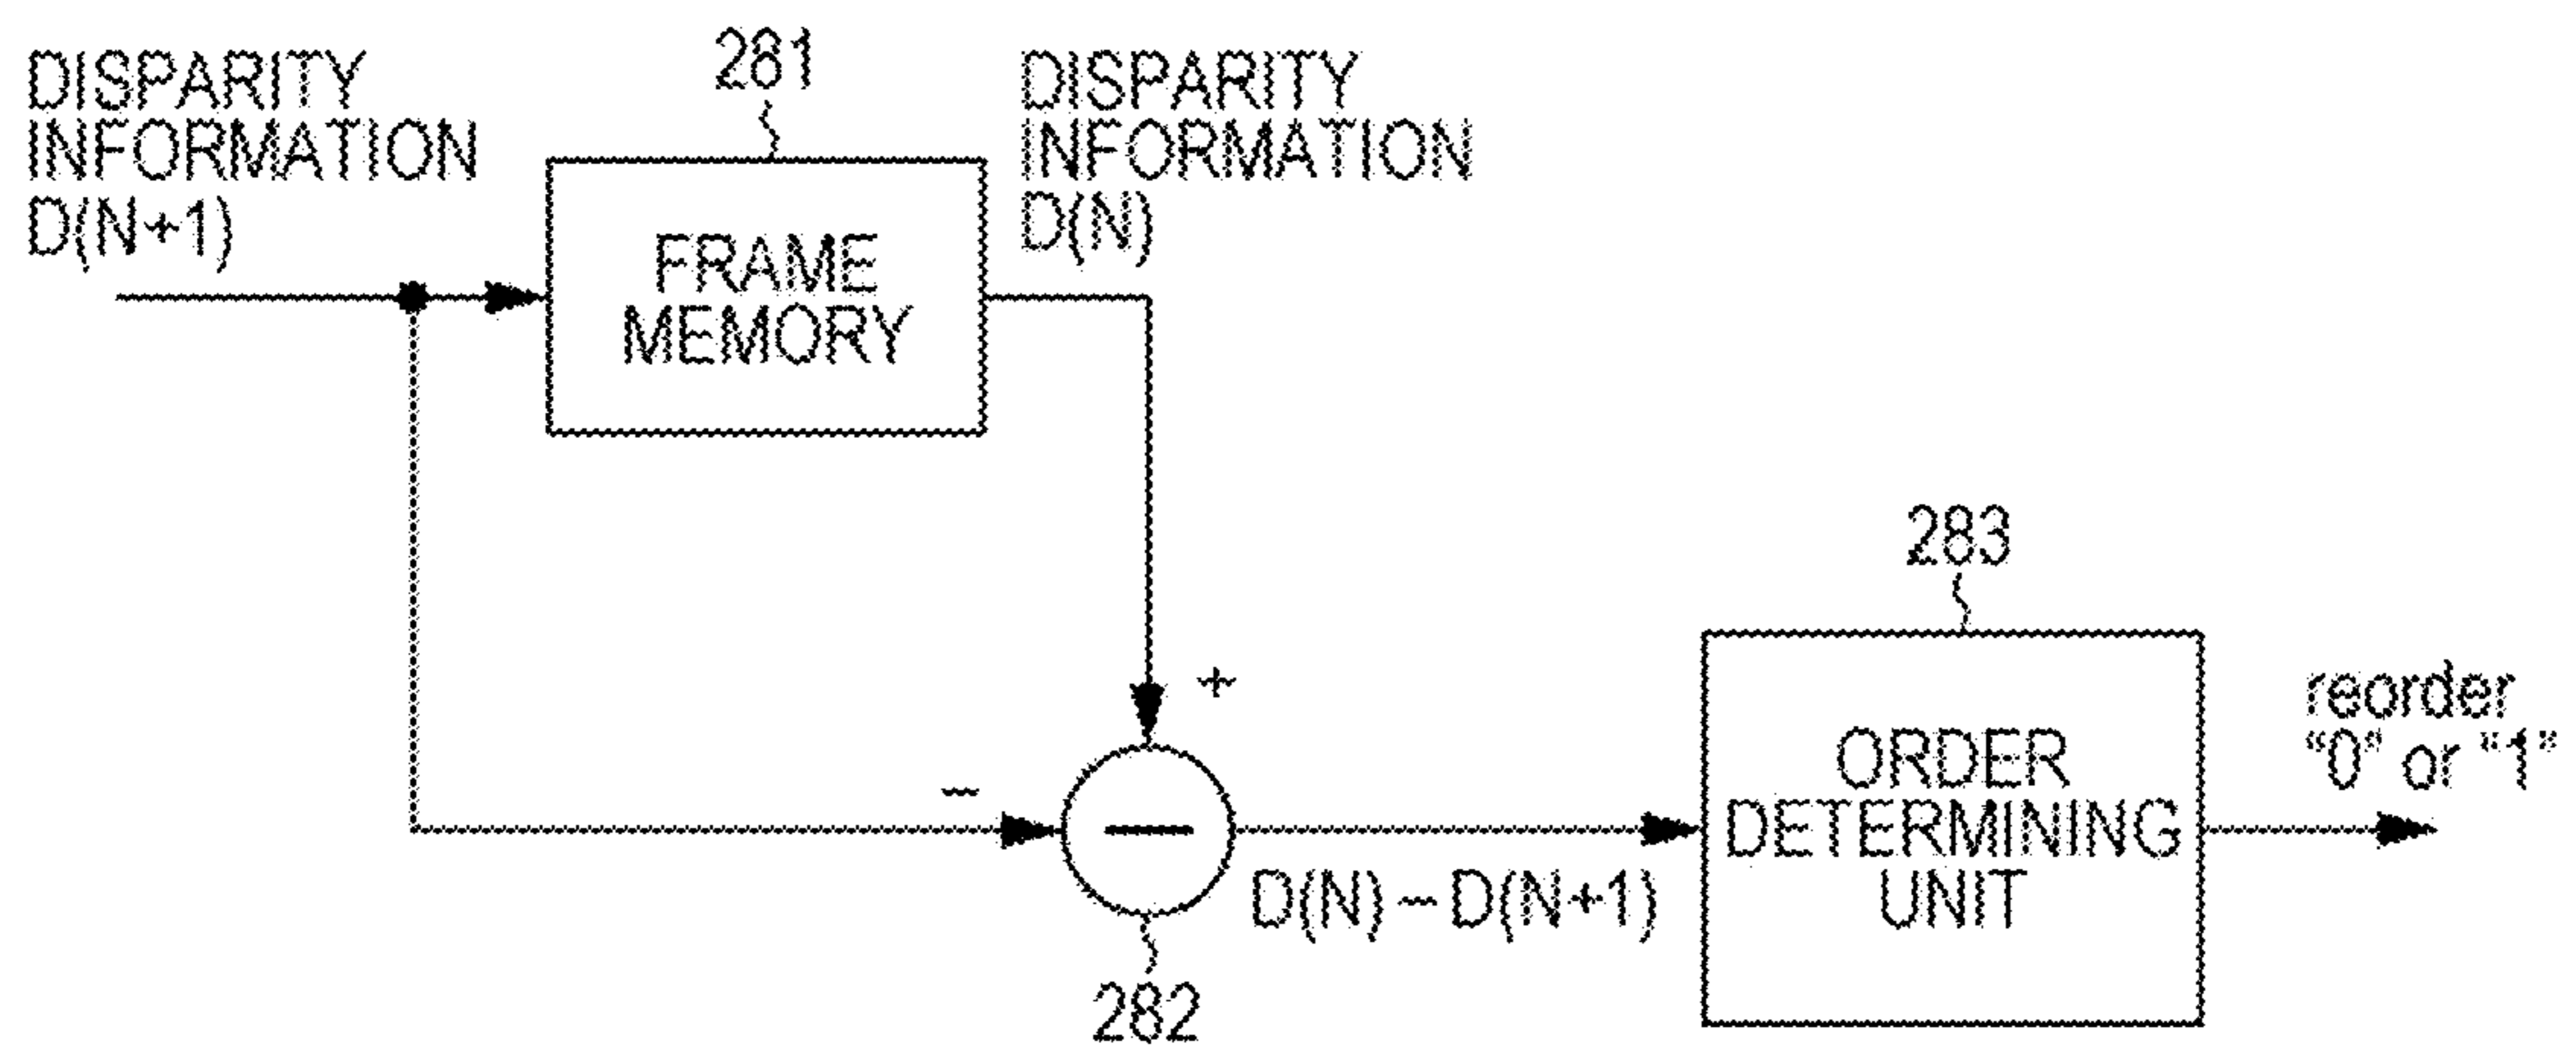 DISPARITY
INFORMATION
D(N+1)
281
FRAME
MEMORY
DISPARITY
INFORMATION
D(N)
+
−
−
282
D(N) − D(N+1)
283
ORDER
DETERMINING
UNIT
reorder
“0” or “1”